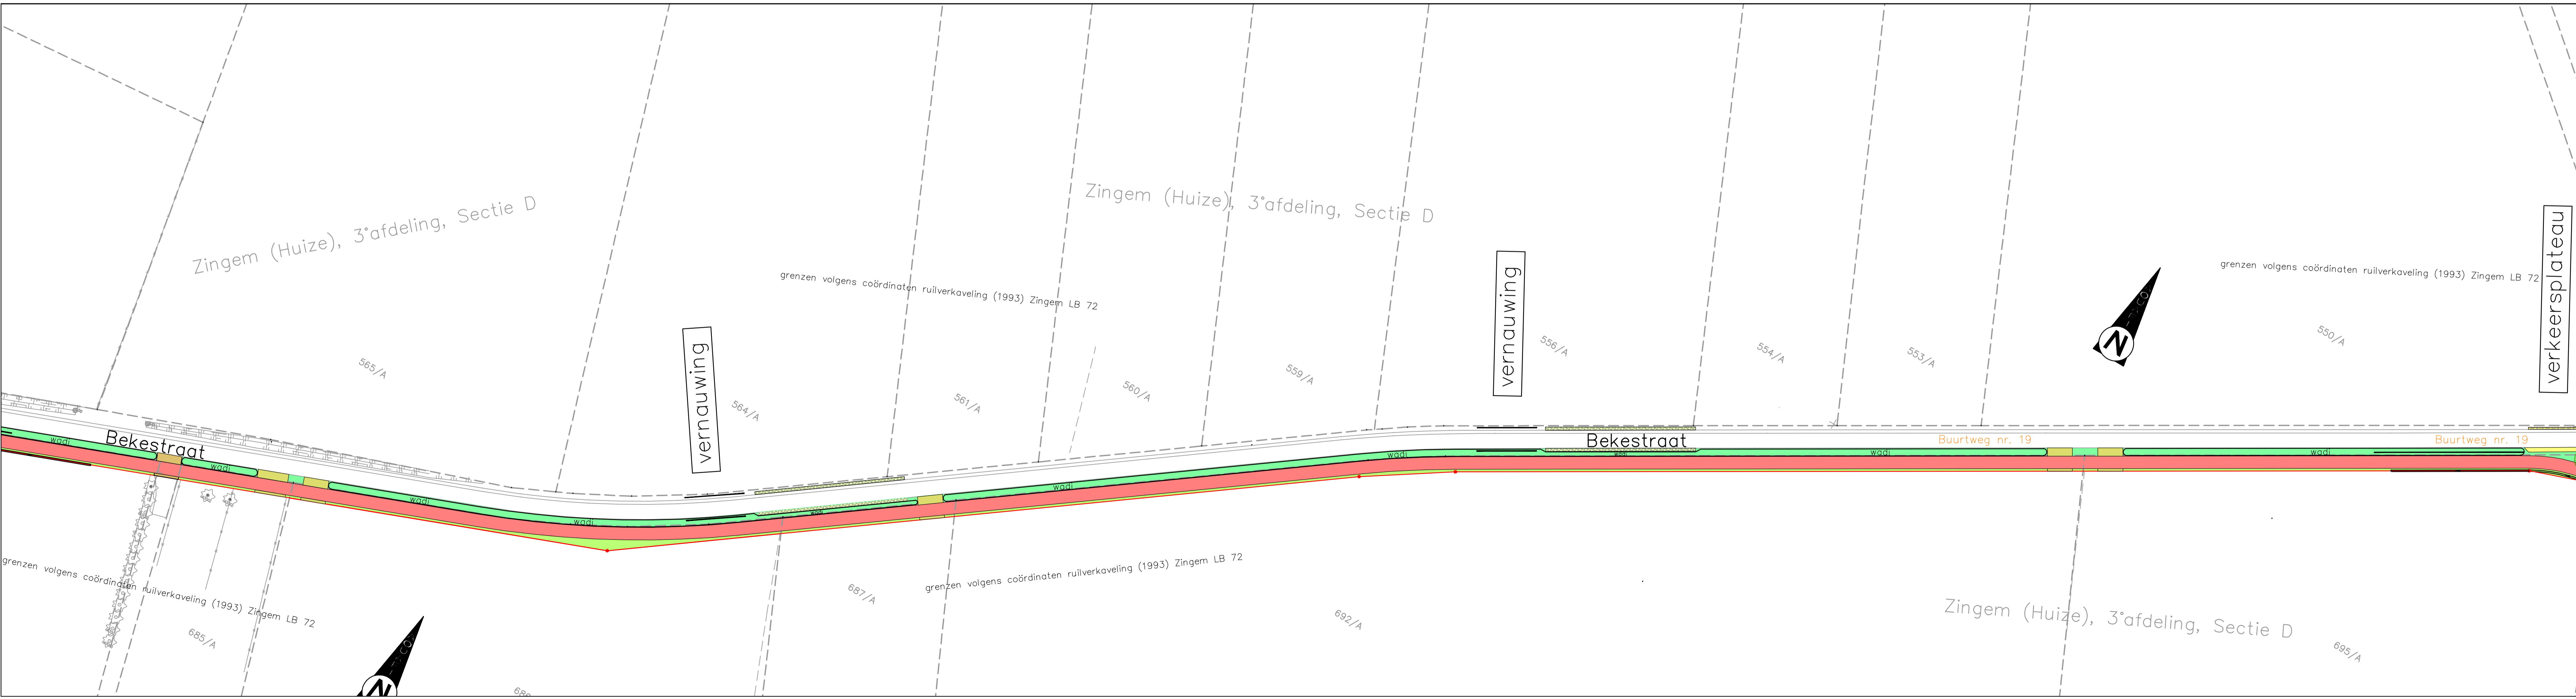 Zingem (Huize), 3°afdeling, Sectie D
Zingem (Huize), 3°afdeling, Sectie D
grenzen volgens coördinaten ruilverkaveling (1993) Zingem LB 72
grenzen volgens coördinaten ruilverkaveling (1993) Zingem LB 72
vernauwing
vernauwing
verkeersplateau
N
565/A
564/A
561/A
560/A
559/A
556/A
554/A
553/A
550/A
Bekestraat
Bekestraat
Buurtweg nr. 19
Buurtweg nr. 19
wadi
wadi
wadi
wadi
wadi
wadi
wadi
wadi
wadi
wadi
grenzen volgens coördinaten ruilverkaveling (1993) Zingem LB 72
grenzen volgens coördinaten ruilverkaveling (1993) Zingem LB 72
685/A
687/A
692/A
Zingem (Huize), 3°afdeling, Sectie D
695/A
N